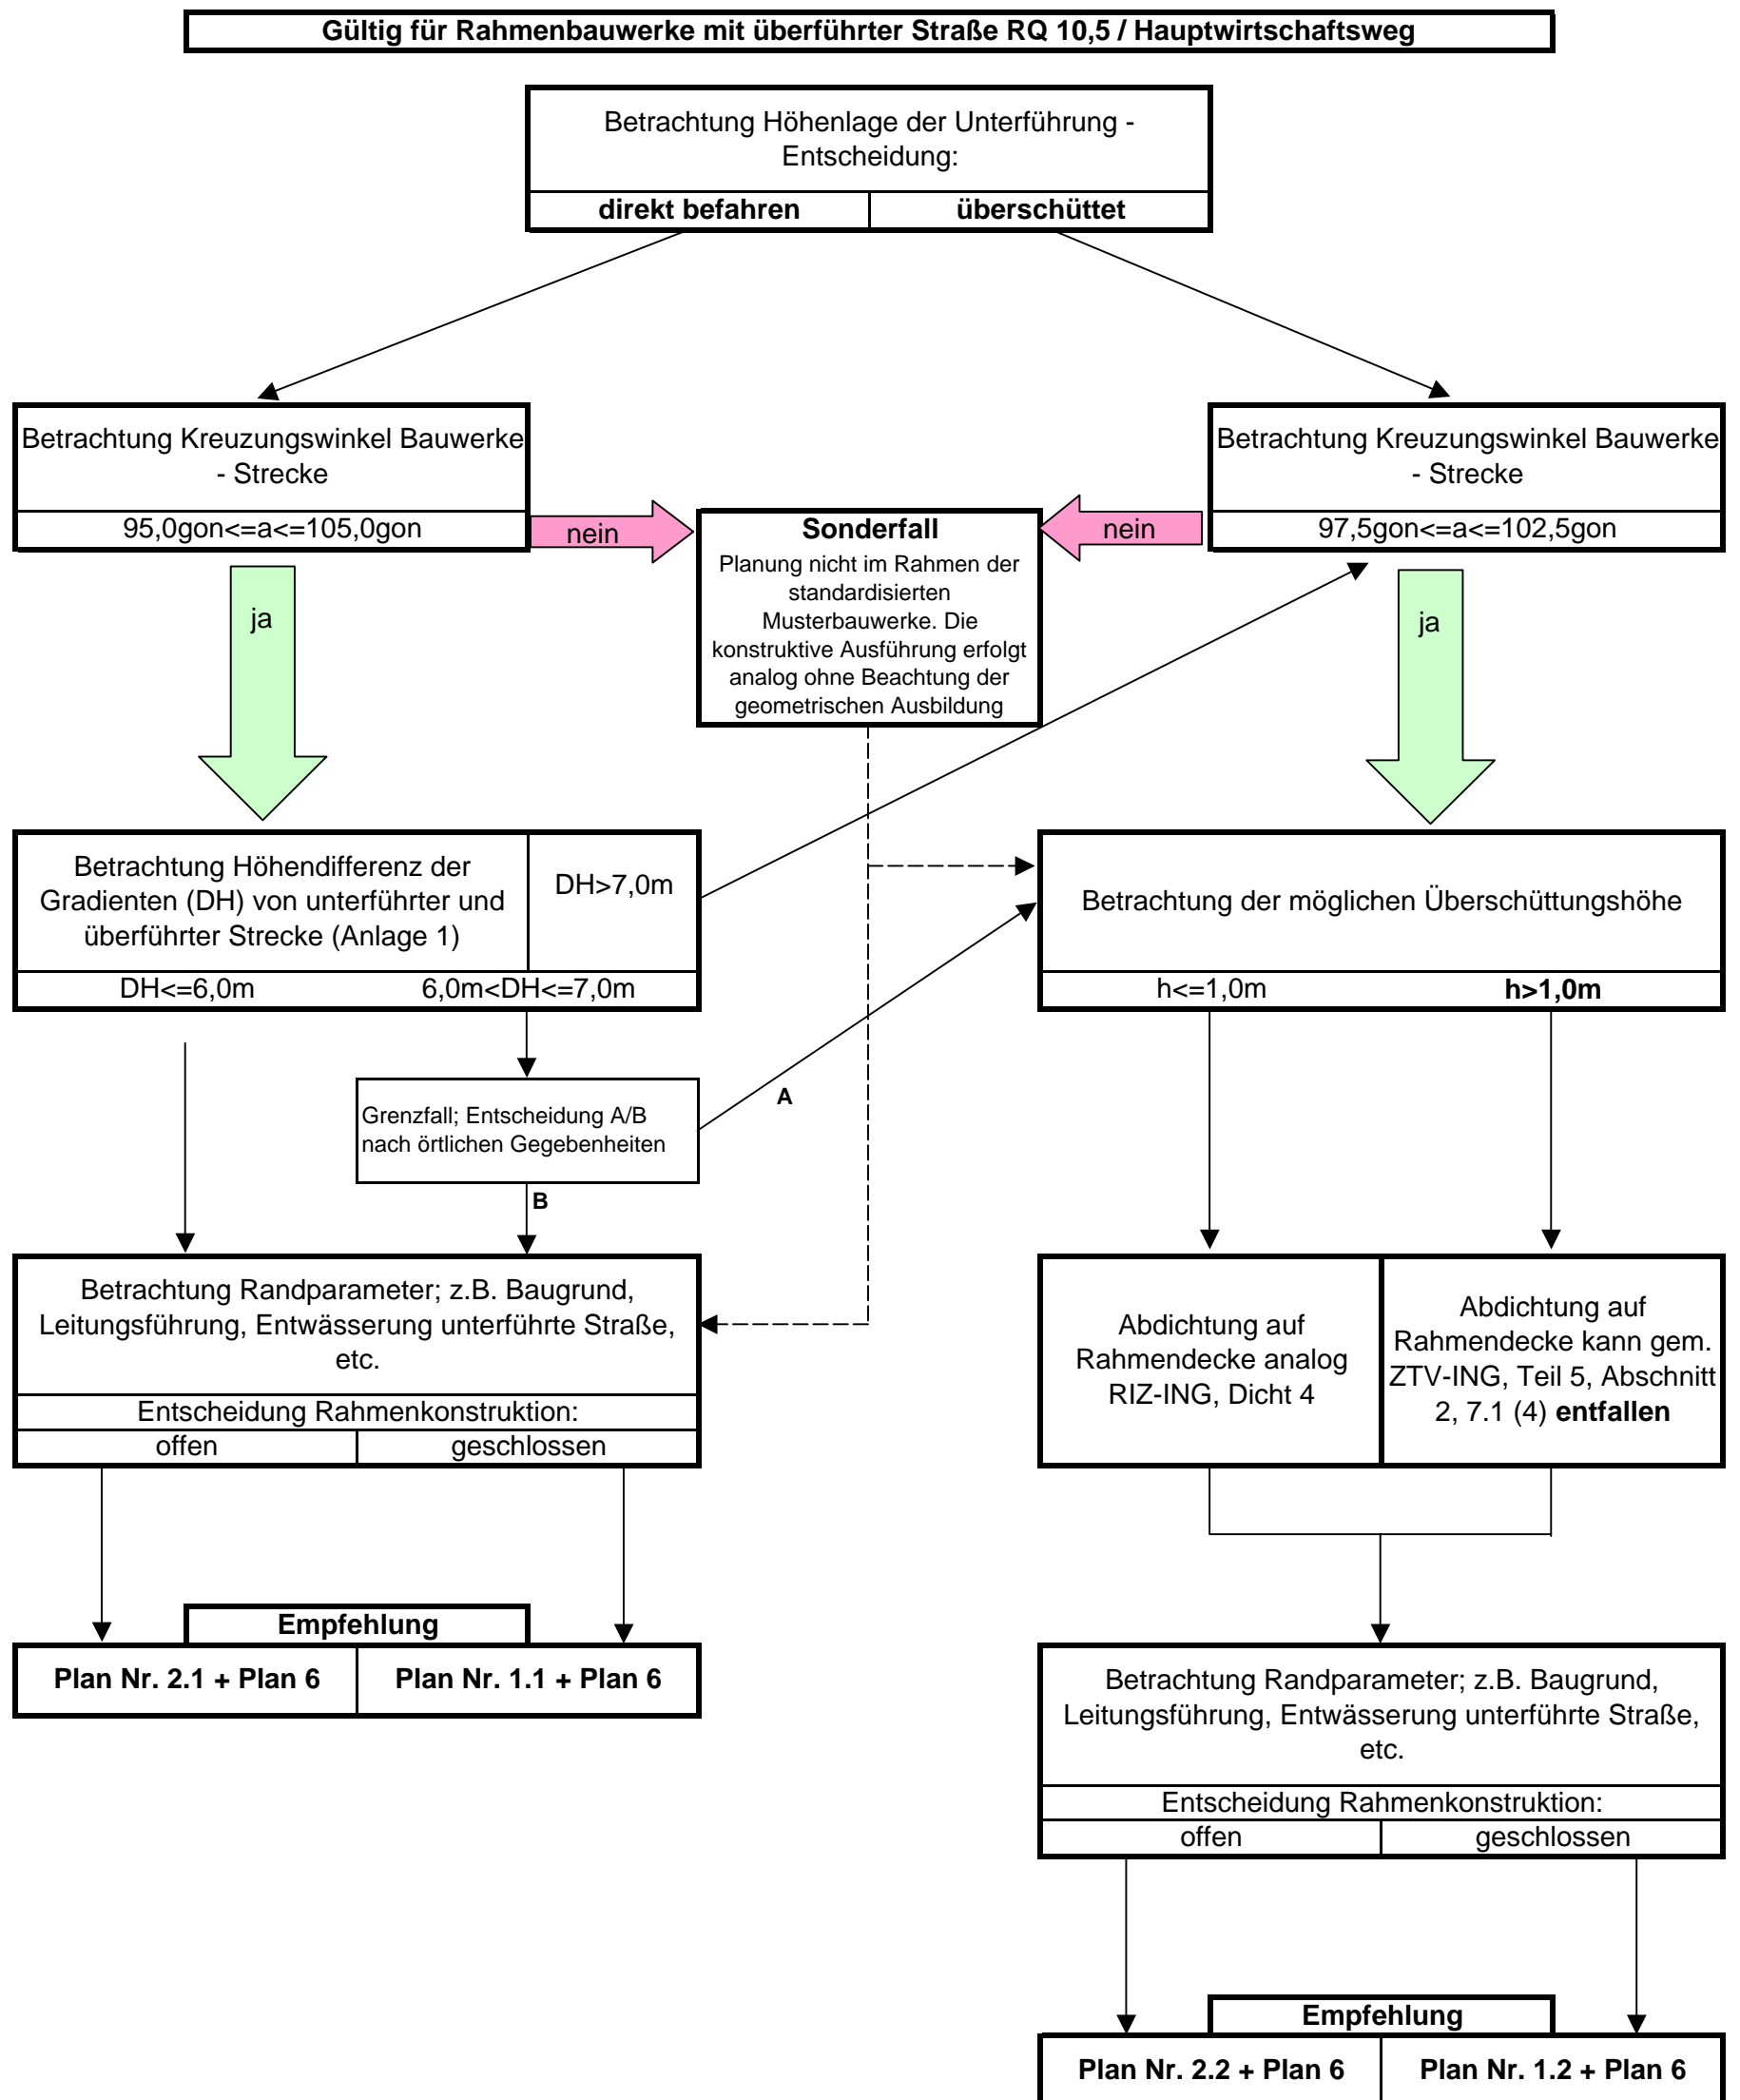 Gültig für Rahmenbauwerke mit überführter Straße RQ 10,5 / Hauptwirtschaftsweg
Betrachtung Höhenlage der Unterführung -
Entscheidung:
direkt befahren
überschüttet
Betrachtung Kreuzungswinkel Bauwerke
- Strecke
95,0gon<=a<=105,0gon
nein
Sonderfall
Planung nicht im Rahmen der
standardisierten
Musterbauwerke. Die
konstruktive Ausführung erfolgt
analog ohne Beachtung der
geometrischen Ausbildung
nein
Betrachtung Kreuzungswinkel Bauwerke
- Strecke
97,5gon<=a<=102,5gon
ja
ja
Betrachtung Höhendifferenz der
Gradienten (DH) von unterführter und
überführter Strecke (Anlage 1)
DH>7,0m
DH<=6,0m
6,0m<DH<=7,0m
Betrachtung der möglichen Überschüttungshöhe
h<=1,0m
h>1,0m
Grenzfall; Entscheidung A/B
nach örtlichen Gegebenheiten
A
B
Betrachtung Randparameter; z.B. Baugrund,
Leitungsführung, Entwässerung unterführte Straße,
etc.
Entscheidung Rahmenkonstruktion:
offen
geschlossen
Abdichtung auf
Rahmendecke analog
RIZ-ING, Dicht 4
Abdichtung auf
Rahmendecke kann gem.
ZTV-ING, Teil 5, Abschnitt
2, 7.1 (4) entfallen
Empfehlung
Plan Nr. 2.1 + Plan 6
Plan Nr. 1.1 + Plan 6
Betrachtung Randparameter; z.B. Baugrund,
Leitungsführung, Entwässerung unterführte Straße,
etc.
Entscheidung Rahmenkonstruktion:
offen
geschlossen
Empfehlung
Plan Nr. 2.2 + Plan 6
Plan Nr. 1.2 + Plan 6